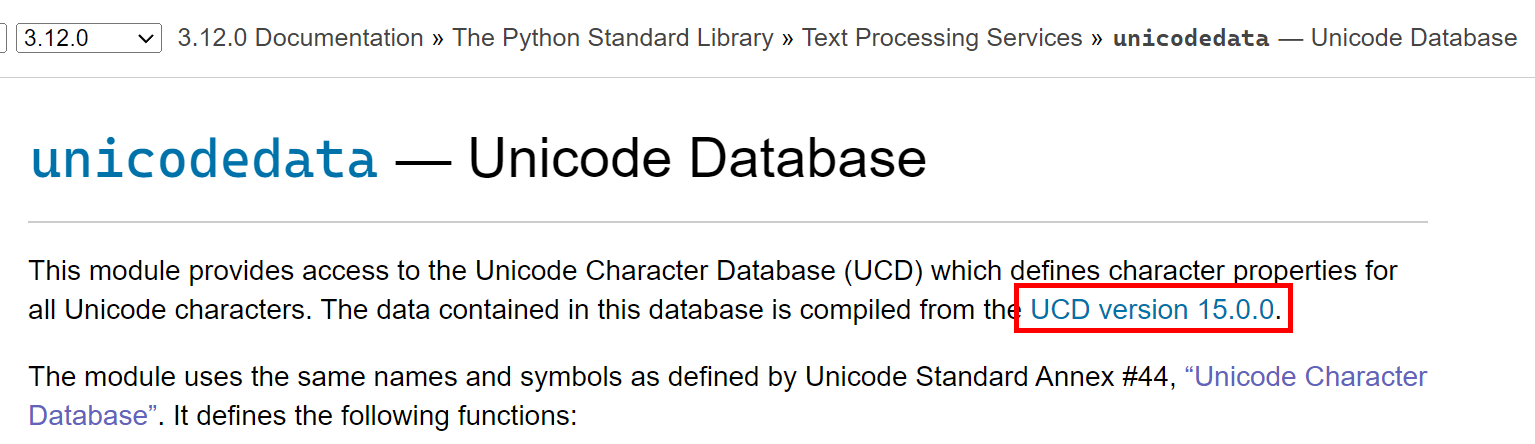 3.12.0 3.12.0 Documentation » The Python Standard Library » Text Processing Services » unicodedata — Unicode Database
unicodedata — Unicode Database
This module provides access to the Unicode Character Database (UCD) which defines character properties for
all Unicode characters. The data contained in this database is compiled from the UCD version 15.0.0.
The module uses the same names and symbols as defined by Unicode Standard Annex #44, “Unicode Character
Database”. It defines the following functions: